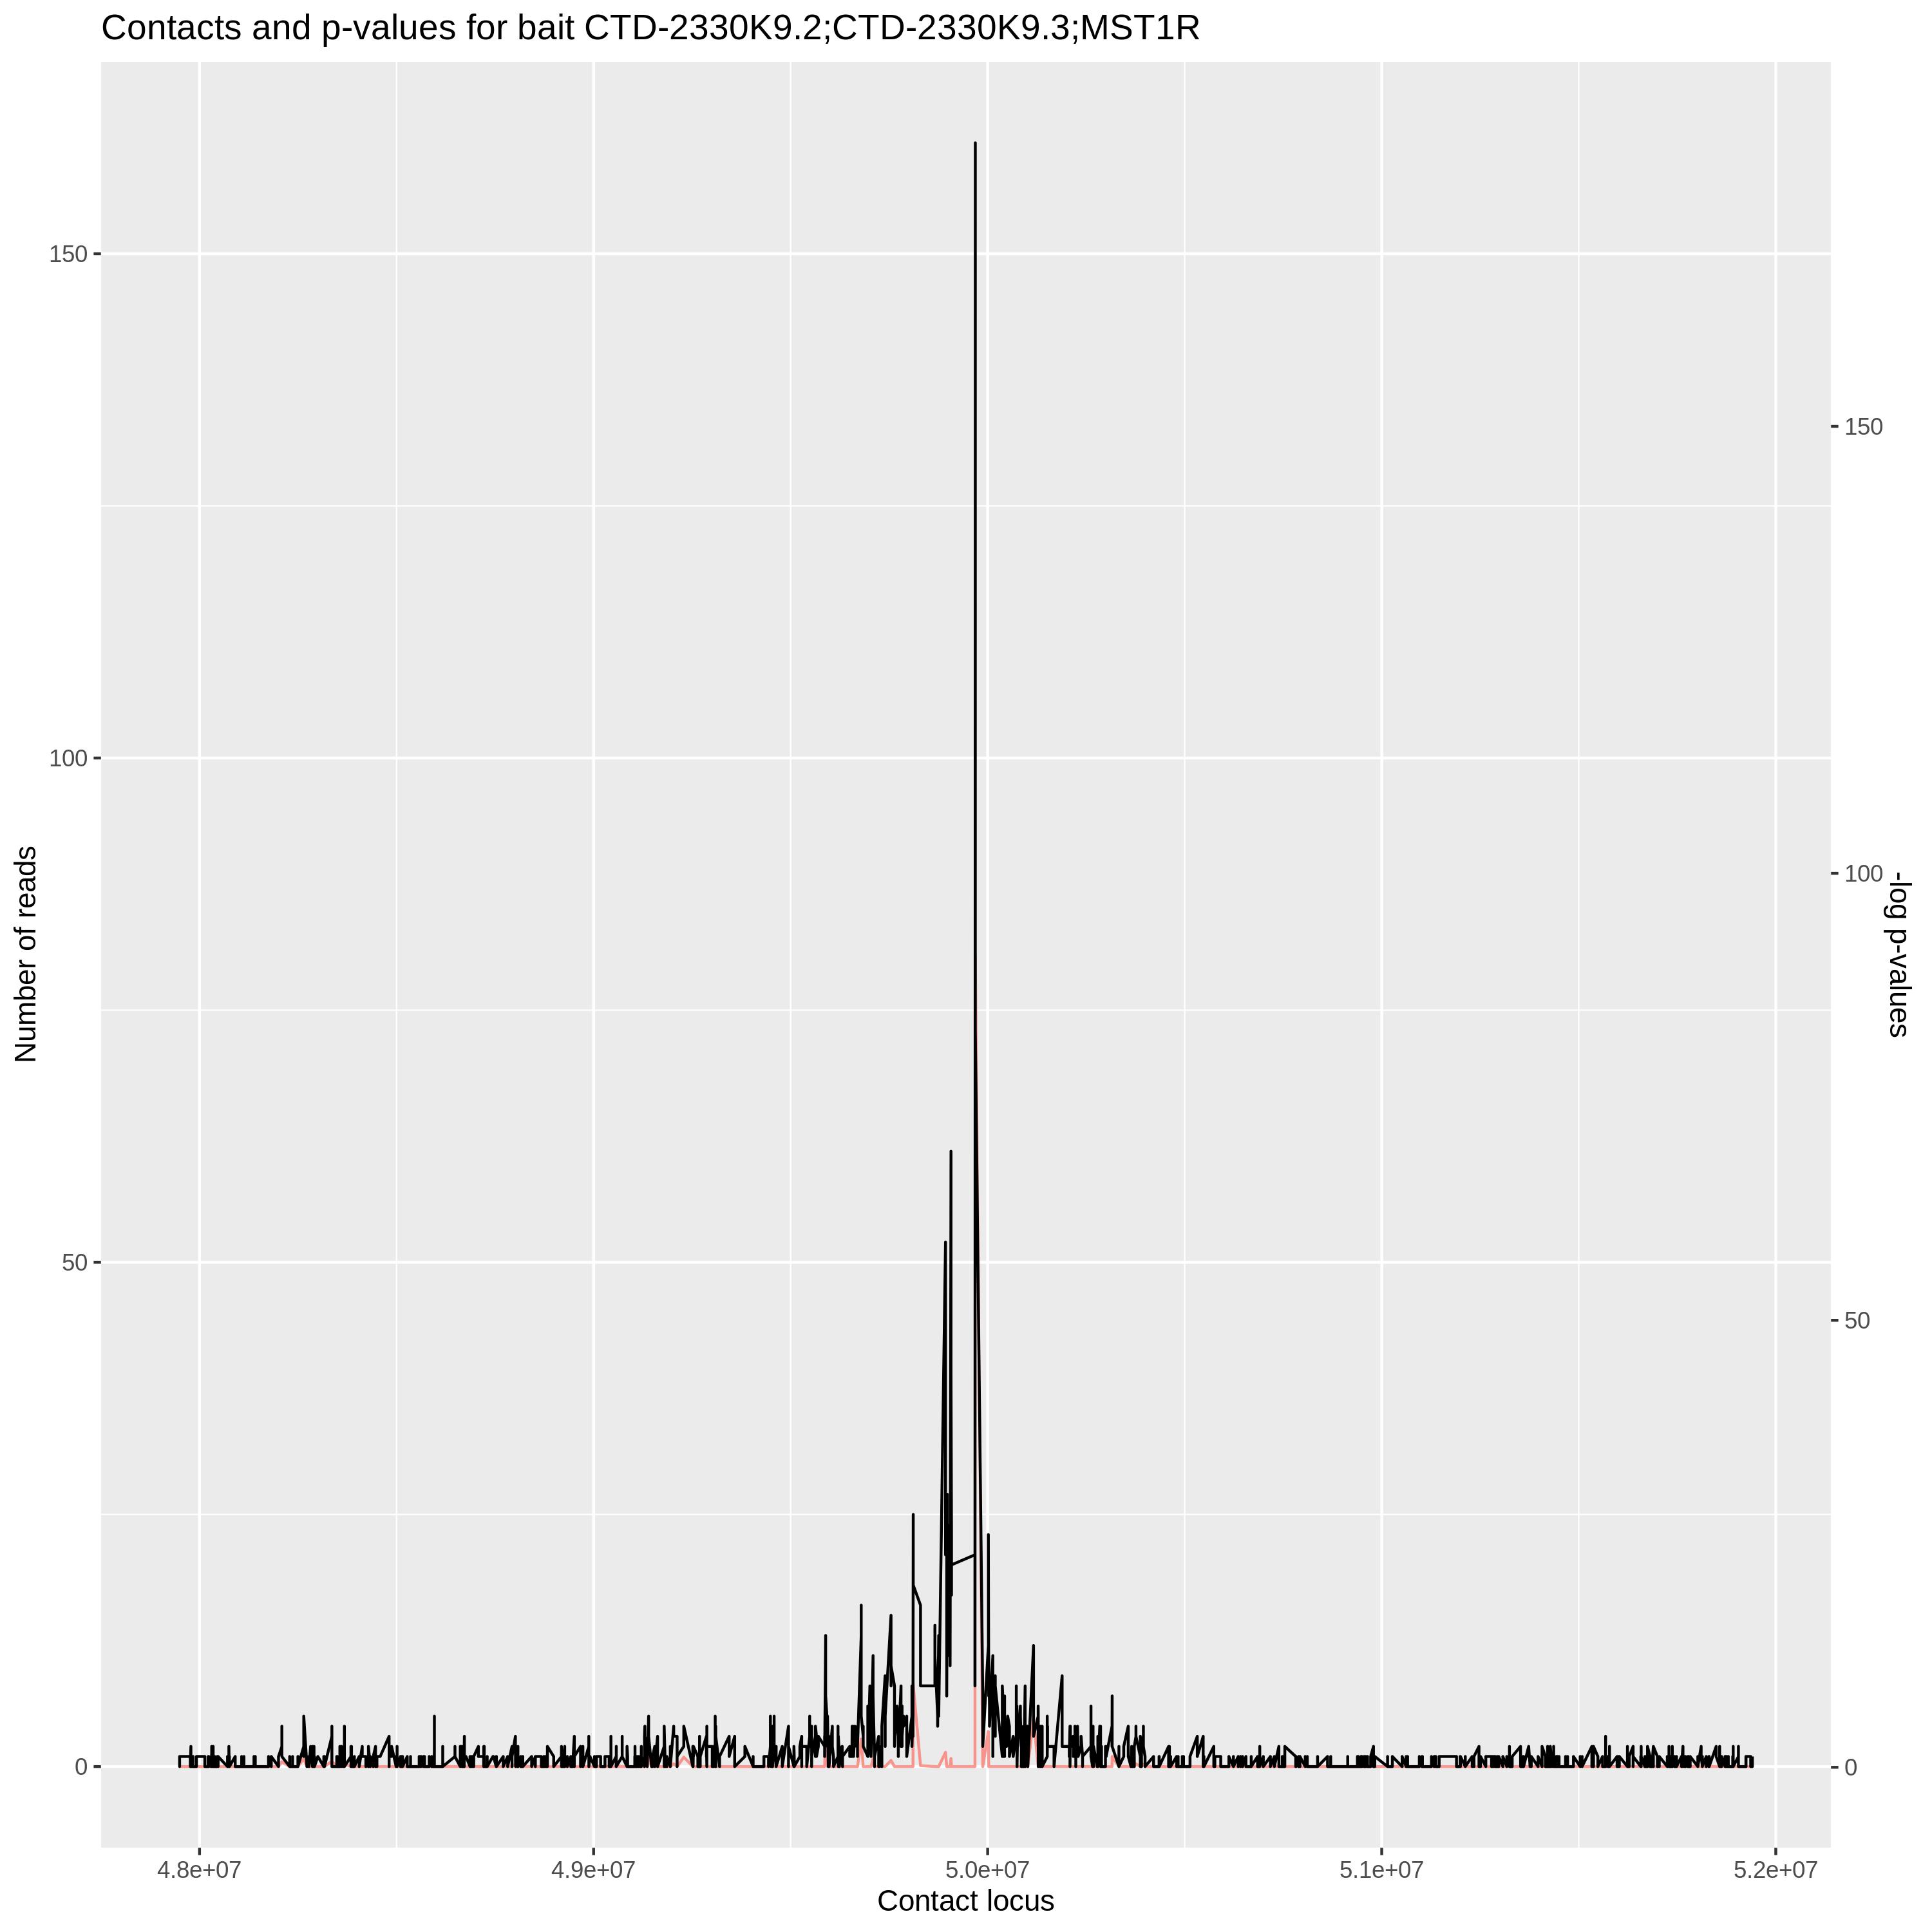 Contacts and p-values for bait CTD-2330K9.2;CTD-2330K9.3;MST1R
Number of reads
150
100
50
0
150
100
50
0
-log p-values
4.8e+07 4.9e+07 5.0e+07 5.1e+07 5.2e+07
Contact locus